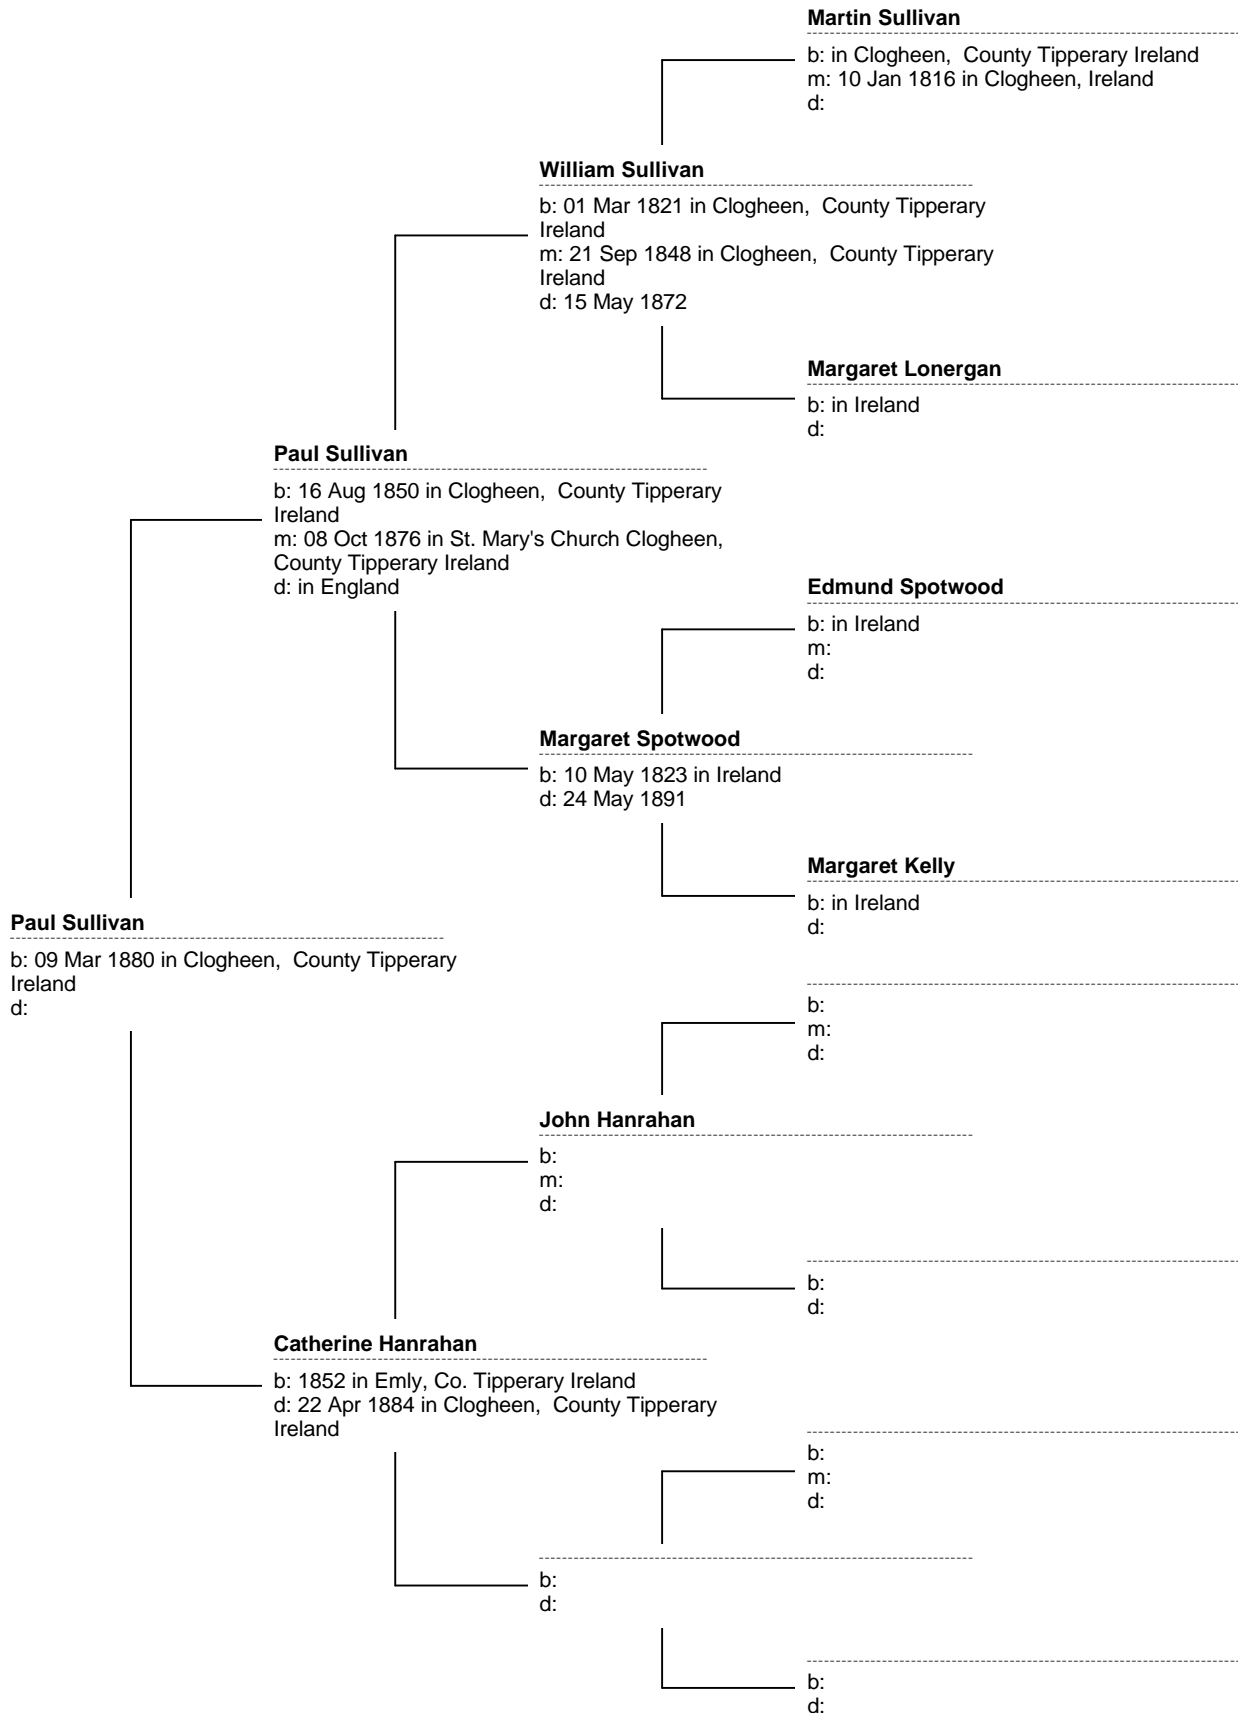 Martin Sullivan
b: in Clogheen,  County Tipperary Ireland
m: 10 Jan 1816 in Clogheen, Ireland
d:
William Sullivan
b: 01 Mar 1821 in Clogheen,  County Tipperary
Ireland
m: 21 Sep 1848 in Clogheen,  County Tipperary
Ireland
d: 15 May 1872
Margaret Lonergan
b: in Ireland
d:
Paul Sullivan
b: 16 Aug 1850 in Clogheen,  County Tipperary
Ireland
m: 08 Oct 1876 in St. Mary's Church Clogheen,
County Tipperary Ireland
d: in England
Edmund Spotwood
b: in Ireland
m:
d:
Margaret Spotwood
b: 10 May 1823 in Ireland
d: 24 May 1891
Margaret Kelly
b: in Ireland
d:
Paul Sullivan
b: 09 Mar 1880 in Clogheen,  County Tipperary
Ireland
d:
b:
m:
d:
John Hanrahan
b:
m:
d:
b:
d:
Catherine Hanrahan
b: 1852 in Emly, Co. Tipperary Ireland
d: 22 Apr 1884 in Clogheen,  County Tipperary
Ireland
b:
m:
d:
b:
d:
b:
d: